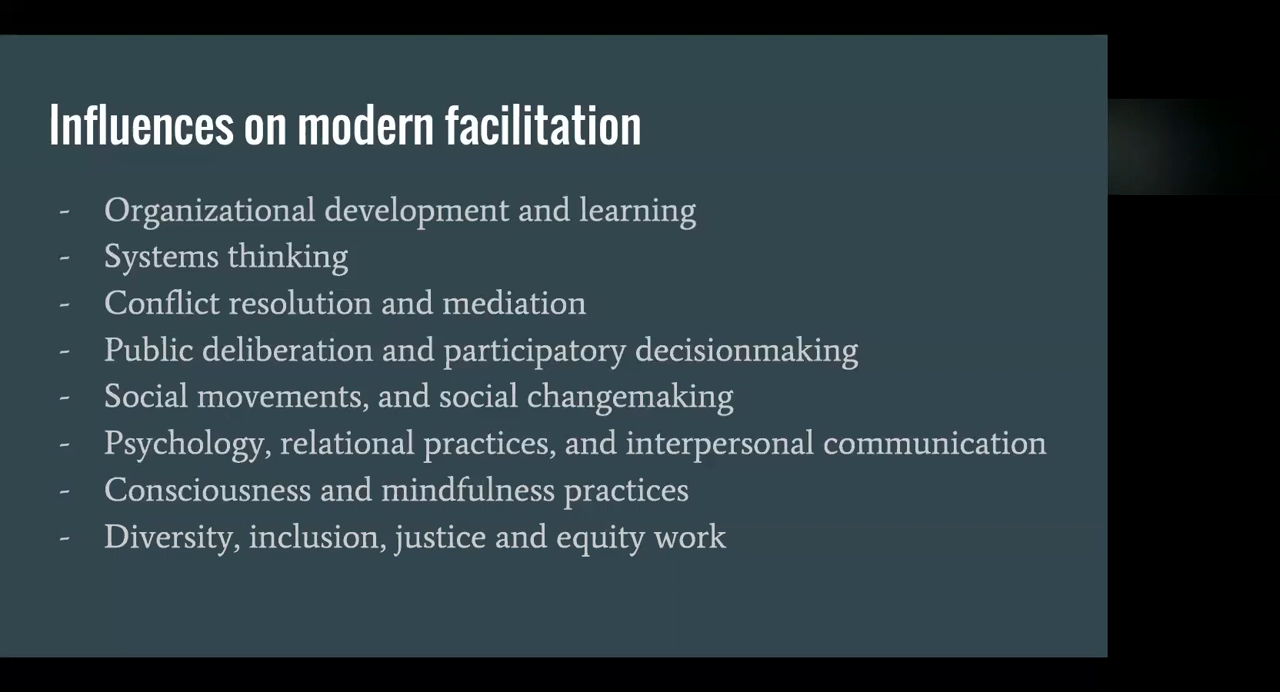 Influences on modern facilitation
- Organizational development and learning
- Systems thinking
- Conflict resolution and mediation
- Public deliberation and participatory decisionmaking
- Social movements, and social changemaking
- Psychology, relational practices, and interpersonal communication
- Consciousness and mindfulness practices
- Diversity, inclusion, justice and equity work